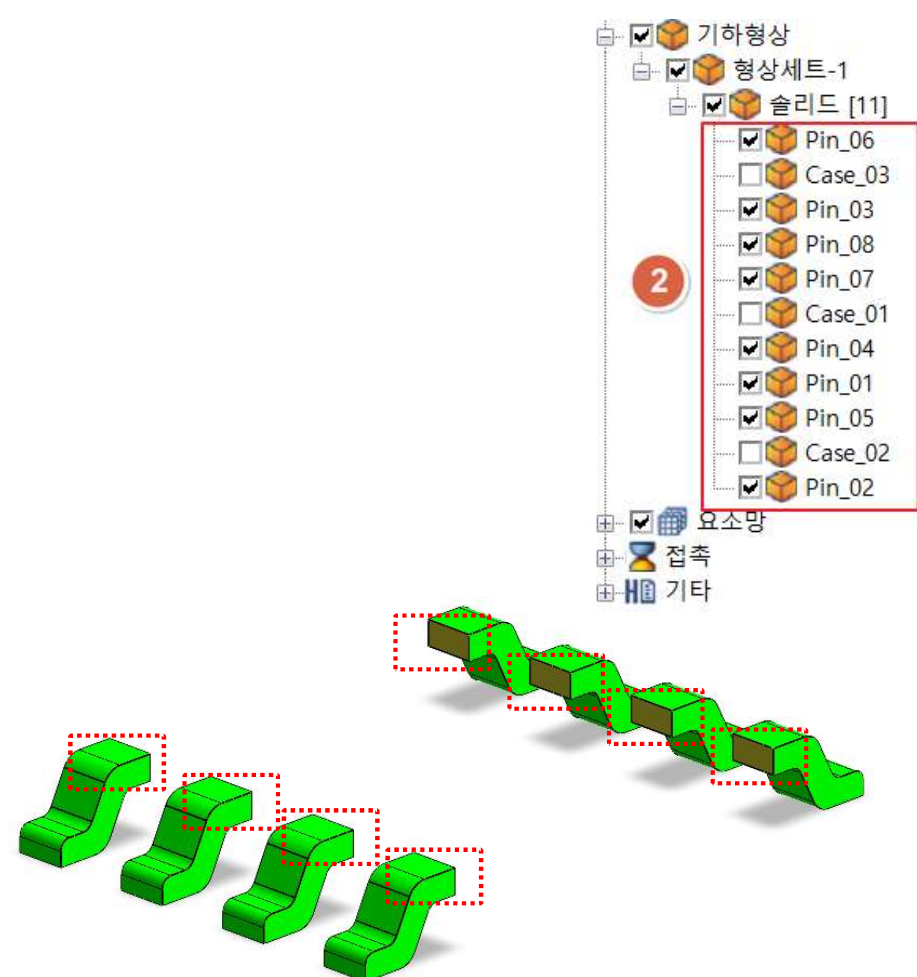 기하형상
형상세트-1
솔리드 [11]
Pin_06
Case_03
Pin_03
Pin_08
2
Pin_07
Case_01
Pin_04
Pin_01
Pin_05
Case_02
Pin_02
요소망
접촉
기타